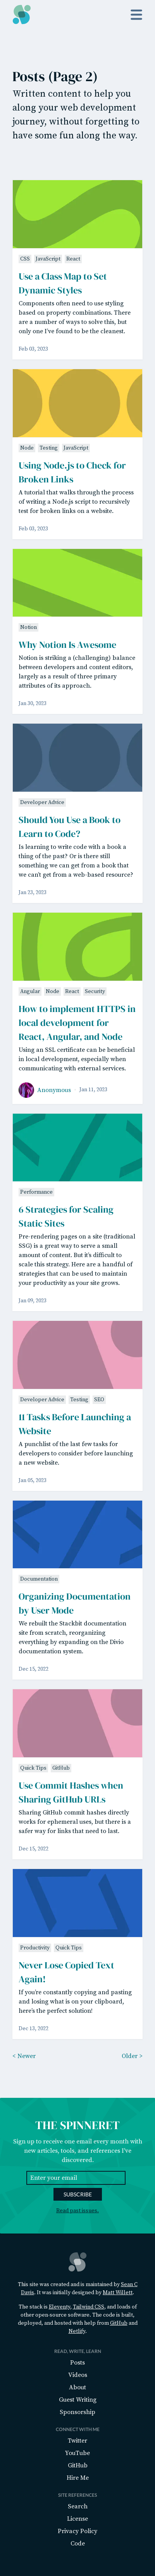 Posts (Page 2)
Written content to help you
along your web development
journey, without forgetting to
have some fun along the way.
CSS JavaScript React
Use a Class Map to Set
Dynamic Styles
Components often need to use styling
based on property combinations. There
are a number of ways to solve this, but
only one I've found to be the cleanest.
Feb 03, 2023
Node Testing JavaScript
Using Node.js to Check for
Broken Links
A tutorial that walks through the process
of writing a Node.js script to recursively
test for broken links on a website.
Feb 03, 2023
Notion
Why Notion Is Awesome
Notion is striking a (challenging) balance
between developers and content editors,
largely as a result of three primary
attributes of its approach.
Jan 30, 2023
Developer Advice
Should You Use a Book to
Learn to Code?
Is learning to write code with a book a
thing of the past? Or is there still
something we can get from a book that
we can't get from a web-based resource?
Jan 23, 2023
Angular Node React Security
How to implement HTTPS in
local development for
React, Angular, and Node
Using an SSL certificate can be beneficial
in local development, especially when
communicating with external services.
Anonymous · Jan 11, 2023
Performance
6 Strategies for Scaling
Static Sites
Pre-rendering pages on a site (traditional
SSG) is a great way to serve a small
amount of content. But it's difficult to
scale this strategy. Here are a handful of
strategies that can be used to maintain
your productivity as your site grows.
Jan 09, 2023
Developer Advice Testing SEO
11 Tasks Before Launching a
Website
A punchlist of the last few tasks for
developers to consider before launching
a new website.
Jan 05, 2023
Documentation
Organizing Documentation
by User Mode
We rebuilt the Stackbit documentation
site from scratch, reorganizing
everything by expanding on the Divio
documentation system.
Dec 15, 2022
Quick Tips GitHub
Use Commit Hashes when
Sharing GitHub URLs
Sharing GitHub commit hashes directly
works for ephemeral uses, but there is a
safer way for links that need to last.
Dec 15, 2022
Productivity Quick Tips
Never Lose Copied Text
Again!
If you're constantly copying and pasting
and losing what is on your clipboard,
here's the perfect solution!
Dec 13, 2022
< Newer Older >
THE SPINNERET
Sign up to receive one email every month with
new articles, tools, and references I've
discovered.
Enter your email
SUBSCRIBE
Read past issues.
This site was created and is maintained by Sean C
Davis. It was initially designed by Matt Willett.
The stack is Eleventy, Tailwind CSS, and loads of
other open source software. The code is built,
deployed, and hosted with help from GitHub and
Netlify.
READ, WRITE, LEARN
Posts
Videos
About
Guest Writing
Sponsorship
CONNECT WITH ME
Twitter
YouTube
GitHub
Hire Me
SITE REFERENCES
Search
License
Privacy Policy
Code